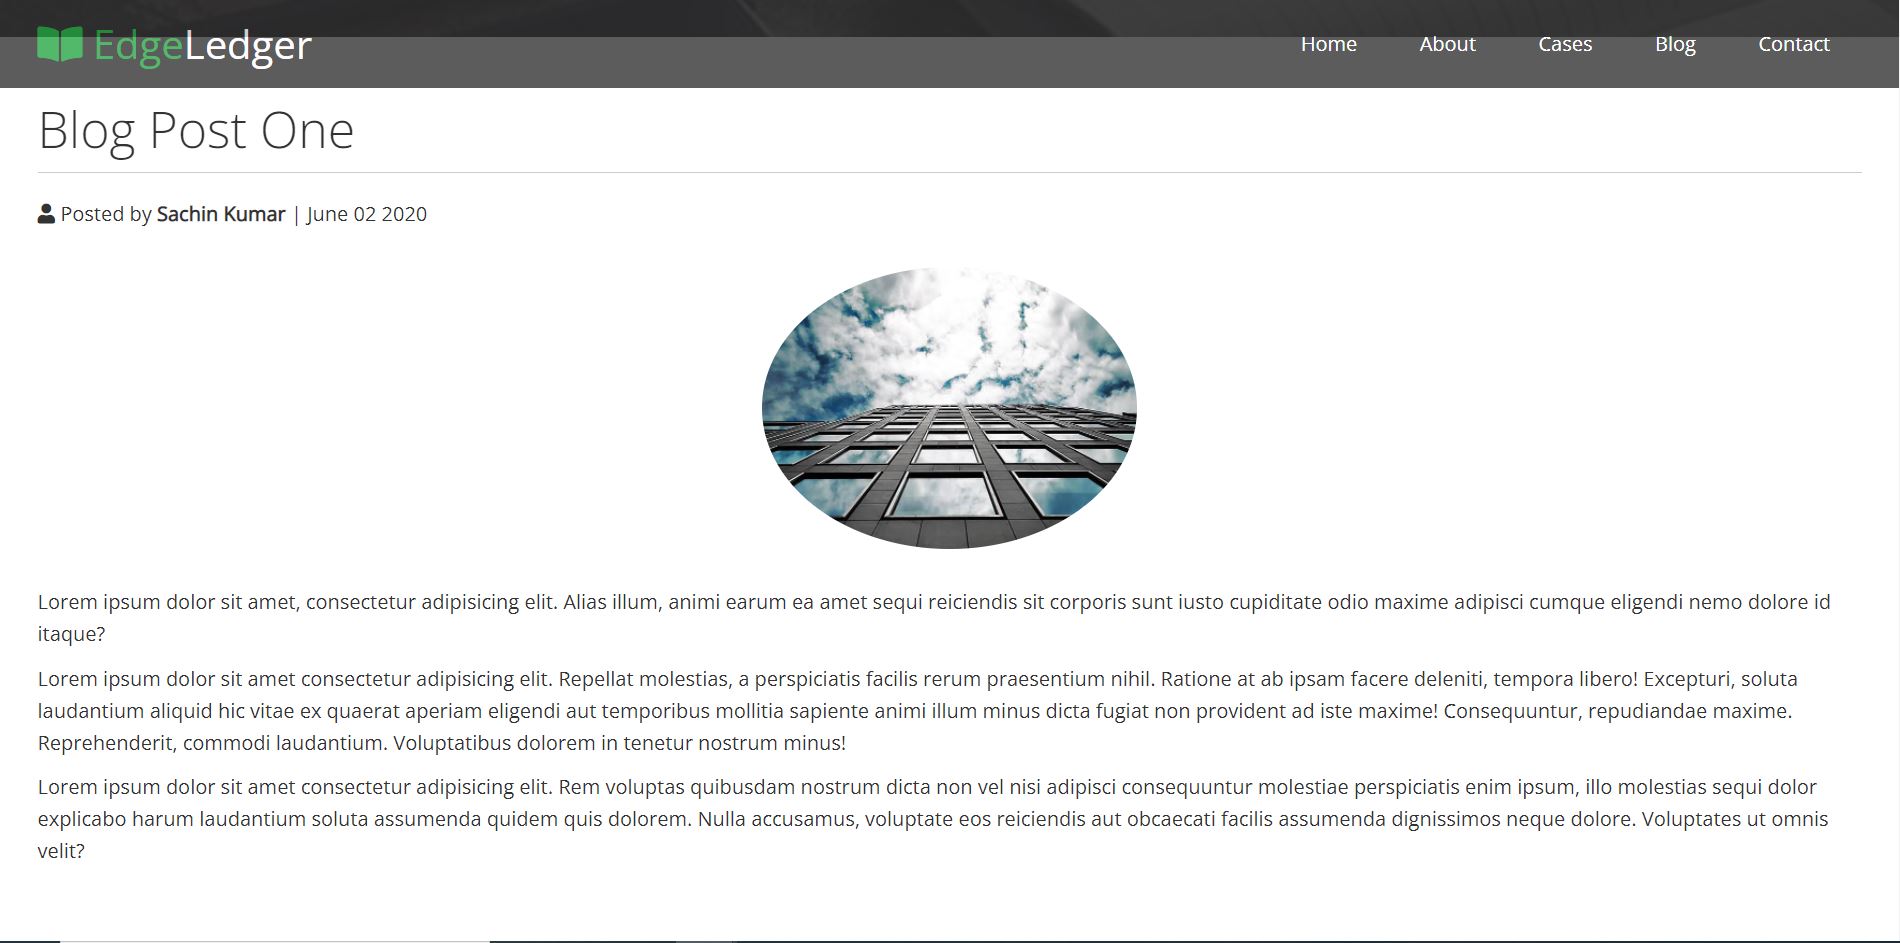 EdgeLedger
Home About Cases Blog Contact
Blog Post One
Posted by Sachin Kumar | June 02 2020
Lorem ipsum dolor sit amet, consectetur adipisicing elit. Alias illum, animi earum ea amet sequi reiciendis sit corporis sunt iusto cupiditate odio maxime adipisci cumque eligendi nemo dolore id
itaque?
Lorem ipsum dolor sit amet consectetur adipisicing elit. Repellat molestias, a perspiciatis facilis rerum praesentium nihil. Ratione at ab ipsam facere deleniti, tempora libero! Excepturi, soluta
laudantium aliquid hic vitae ex quaerat aperiam eligendi aut temporibus mollitia sapiente animi illum minus dicta fugiat non provident ad iste maxime! Consequuntur, repudiandae maxime.
Reprehenderit, commodi laudantium. Voluptatibus dolorem in tenetur nostrum minus!
Lorem ipsum dolor sit amet consectetur adipisicing elit. Rem voluptas quibusdam nostrum dicta non vel nisi adipisci consequuntur molestiae perspiciatis enim ipsum, illo molestias sequi dolor
explicabo harum laudantium soluta assumenda quidem quis dolorem. Nulla accusamus, voluptate eos reiciendis aut obcaecati facilis assumenda dignissimos neque dolore. Voluptates ut omnis
velit?